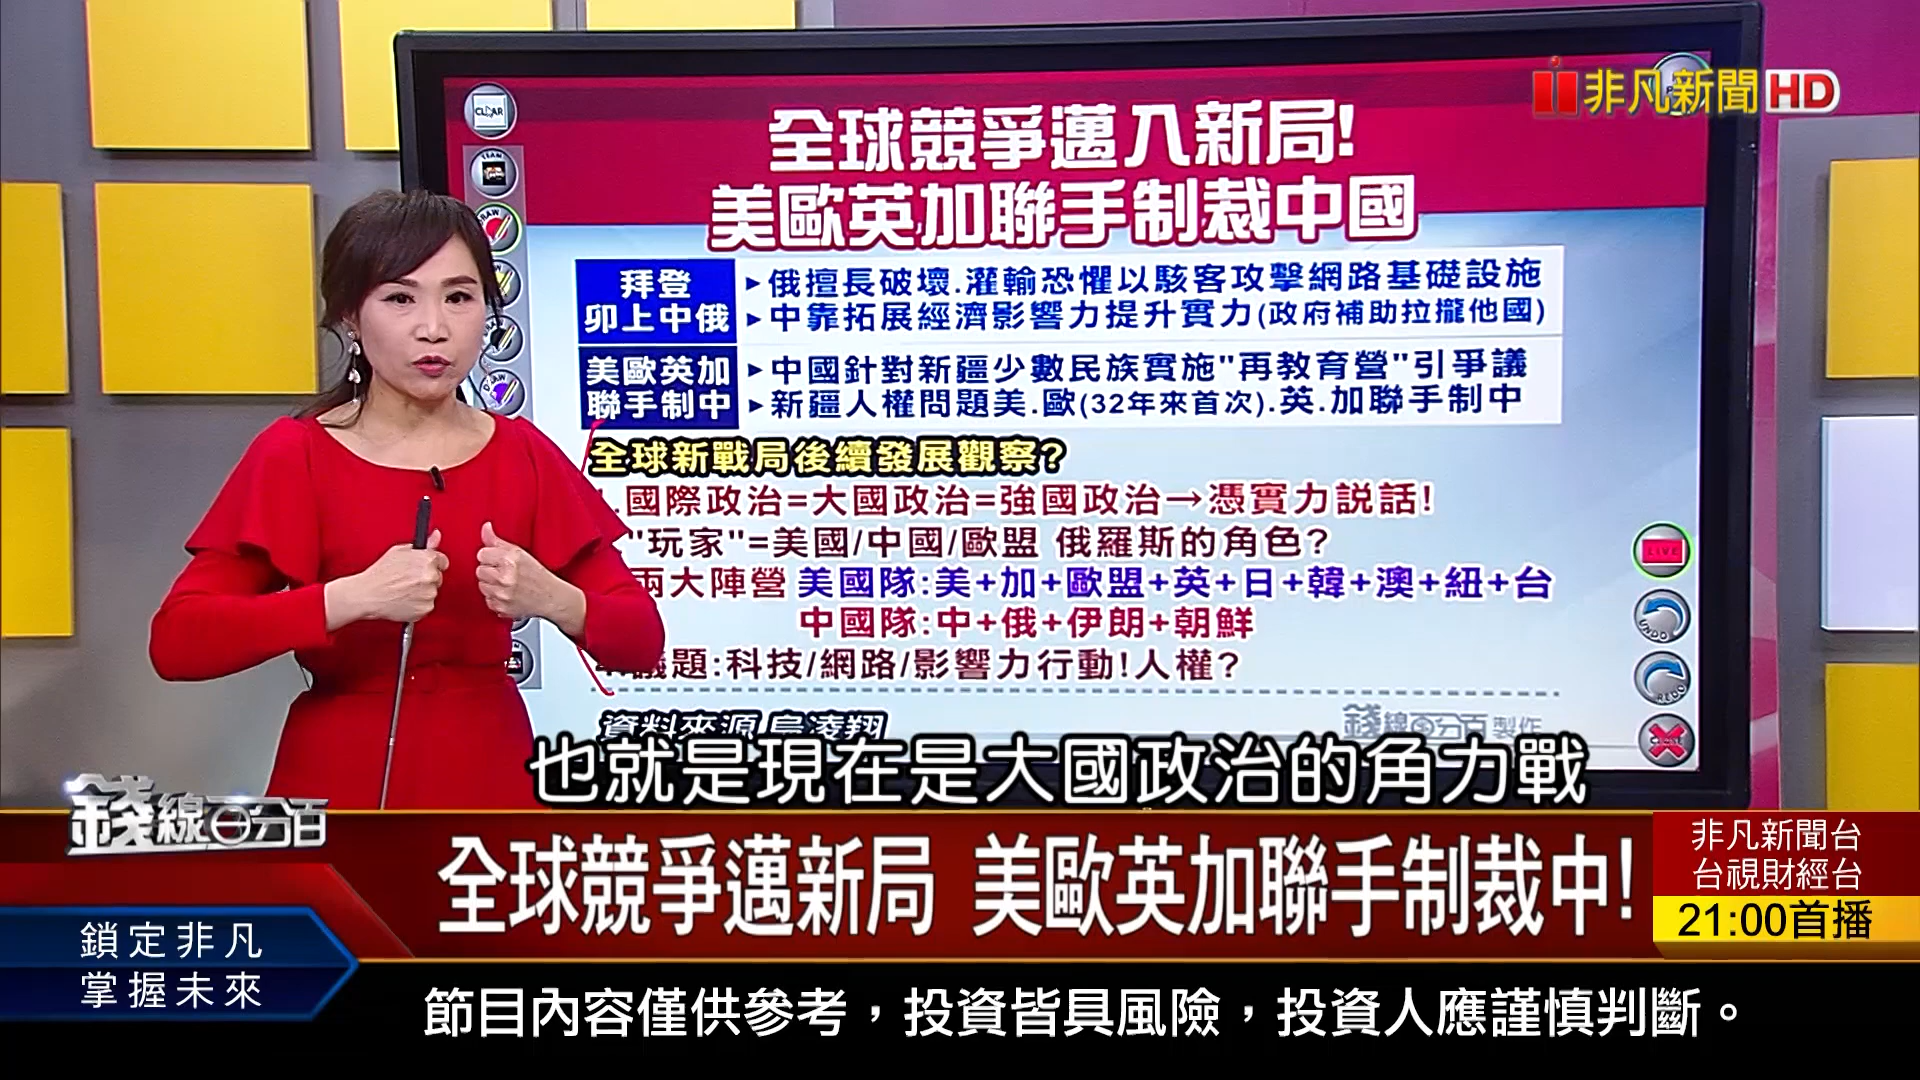 非凡新聞HD
CLEAR
全球競爭邁入新局!
美歐英加聯手制裁中國
拜登
卯上中俄
▸俄擅長破壞.灌輸恐懼以駭客攻擊網路基礎設施
▸中靠拓展經濟影響力提升實力(政府補助拉攏他國)
美歐英加
聯手制中
▸中國針對新疆少數民族實施"再教育營"引爭議
▸新疆人權問題美.歐(32年來首次).英.加聯手制中
全球新戰局後續發展觀察?
.國際政治=大國政治=強國政治→憑實力說話!
"玩家"=美國/中國/歐盟 俄羅斯的角色?
兩大陣營 美國隊:美+加+歐盟+英+日+韓+澳+紐+台
中國隊:中+俄+伊朗+朝鮮
議題:科技/網路/影響力行動!人權?
資料來源
錢線百分百 製作
LIVE
UNDO
REDO
也就是現在是大國政治的角力戰
錢線百分百
全球競爭邁新局 美歐英加聯手制裁中!
非凡新聞台
台視財經台
21:00首播
鎖定非凡
掌握未來
節目內容僅供參考，投資皆具風險，投資人應謹慎判斷。